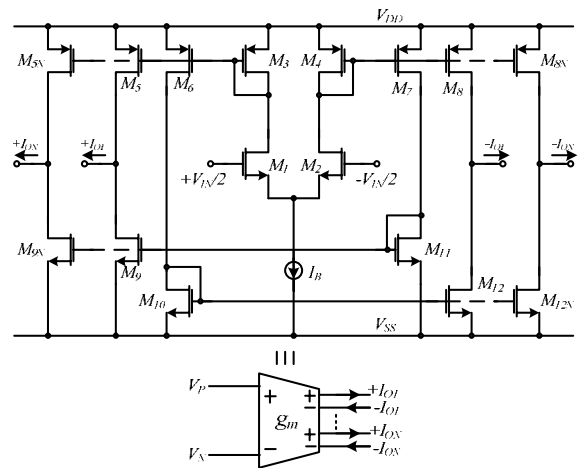 V_DD
M_5N M_5 M_6 M_3 M_4 M_7 M_8 M_8N
+I_ON +I_O1 -I_O1 -I_ON
M_1 M_2
+V_IN/2 -V_IN/2
M_9N M_9 M_11
I_B
M_10 M_12 M_12N
V_SS
V_P + + +I_O1
− -I_O1
g_m
+ +I_ON
V_N − − -I_ON